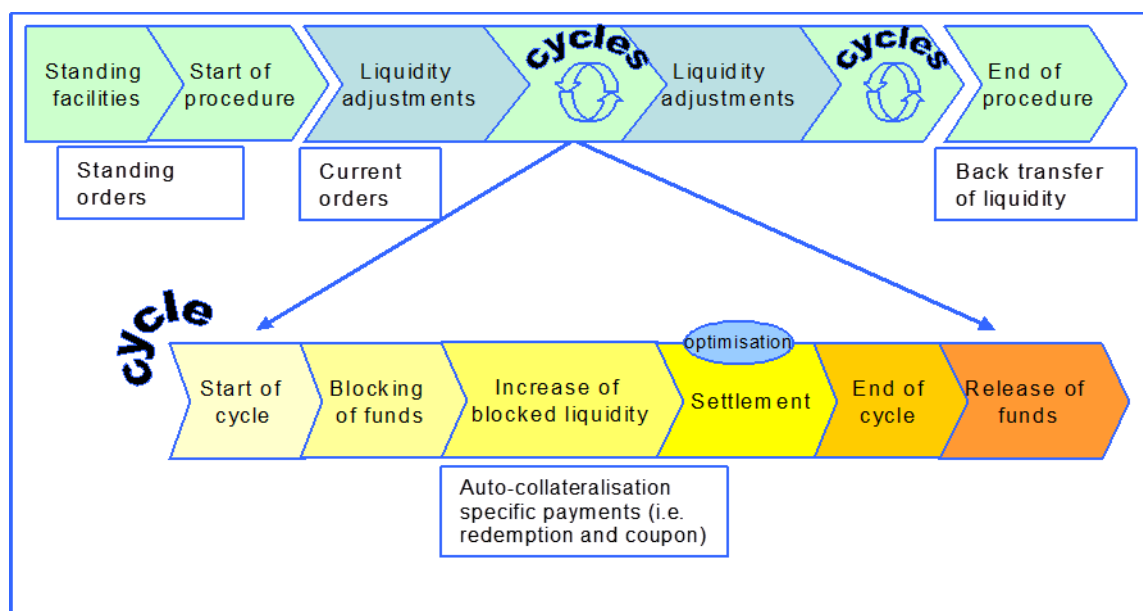 Standing
facilities
Start of
procedure
Liquidity
adjustments
cycles
Liquidity
adjustments
cycles
End of
procedure
Standing
orders
Current
orders
Back transfer
of liquidity
cycle
optimisation
Start of
cycle
Blocking
of funds
Increase of
blocked liquidity
Settlement
End of
cycle
Release of
funds
Auto-collateralisation
specific payments (i.e.
redemption and coupon)